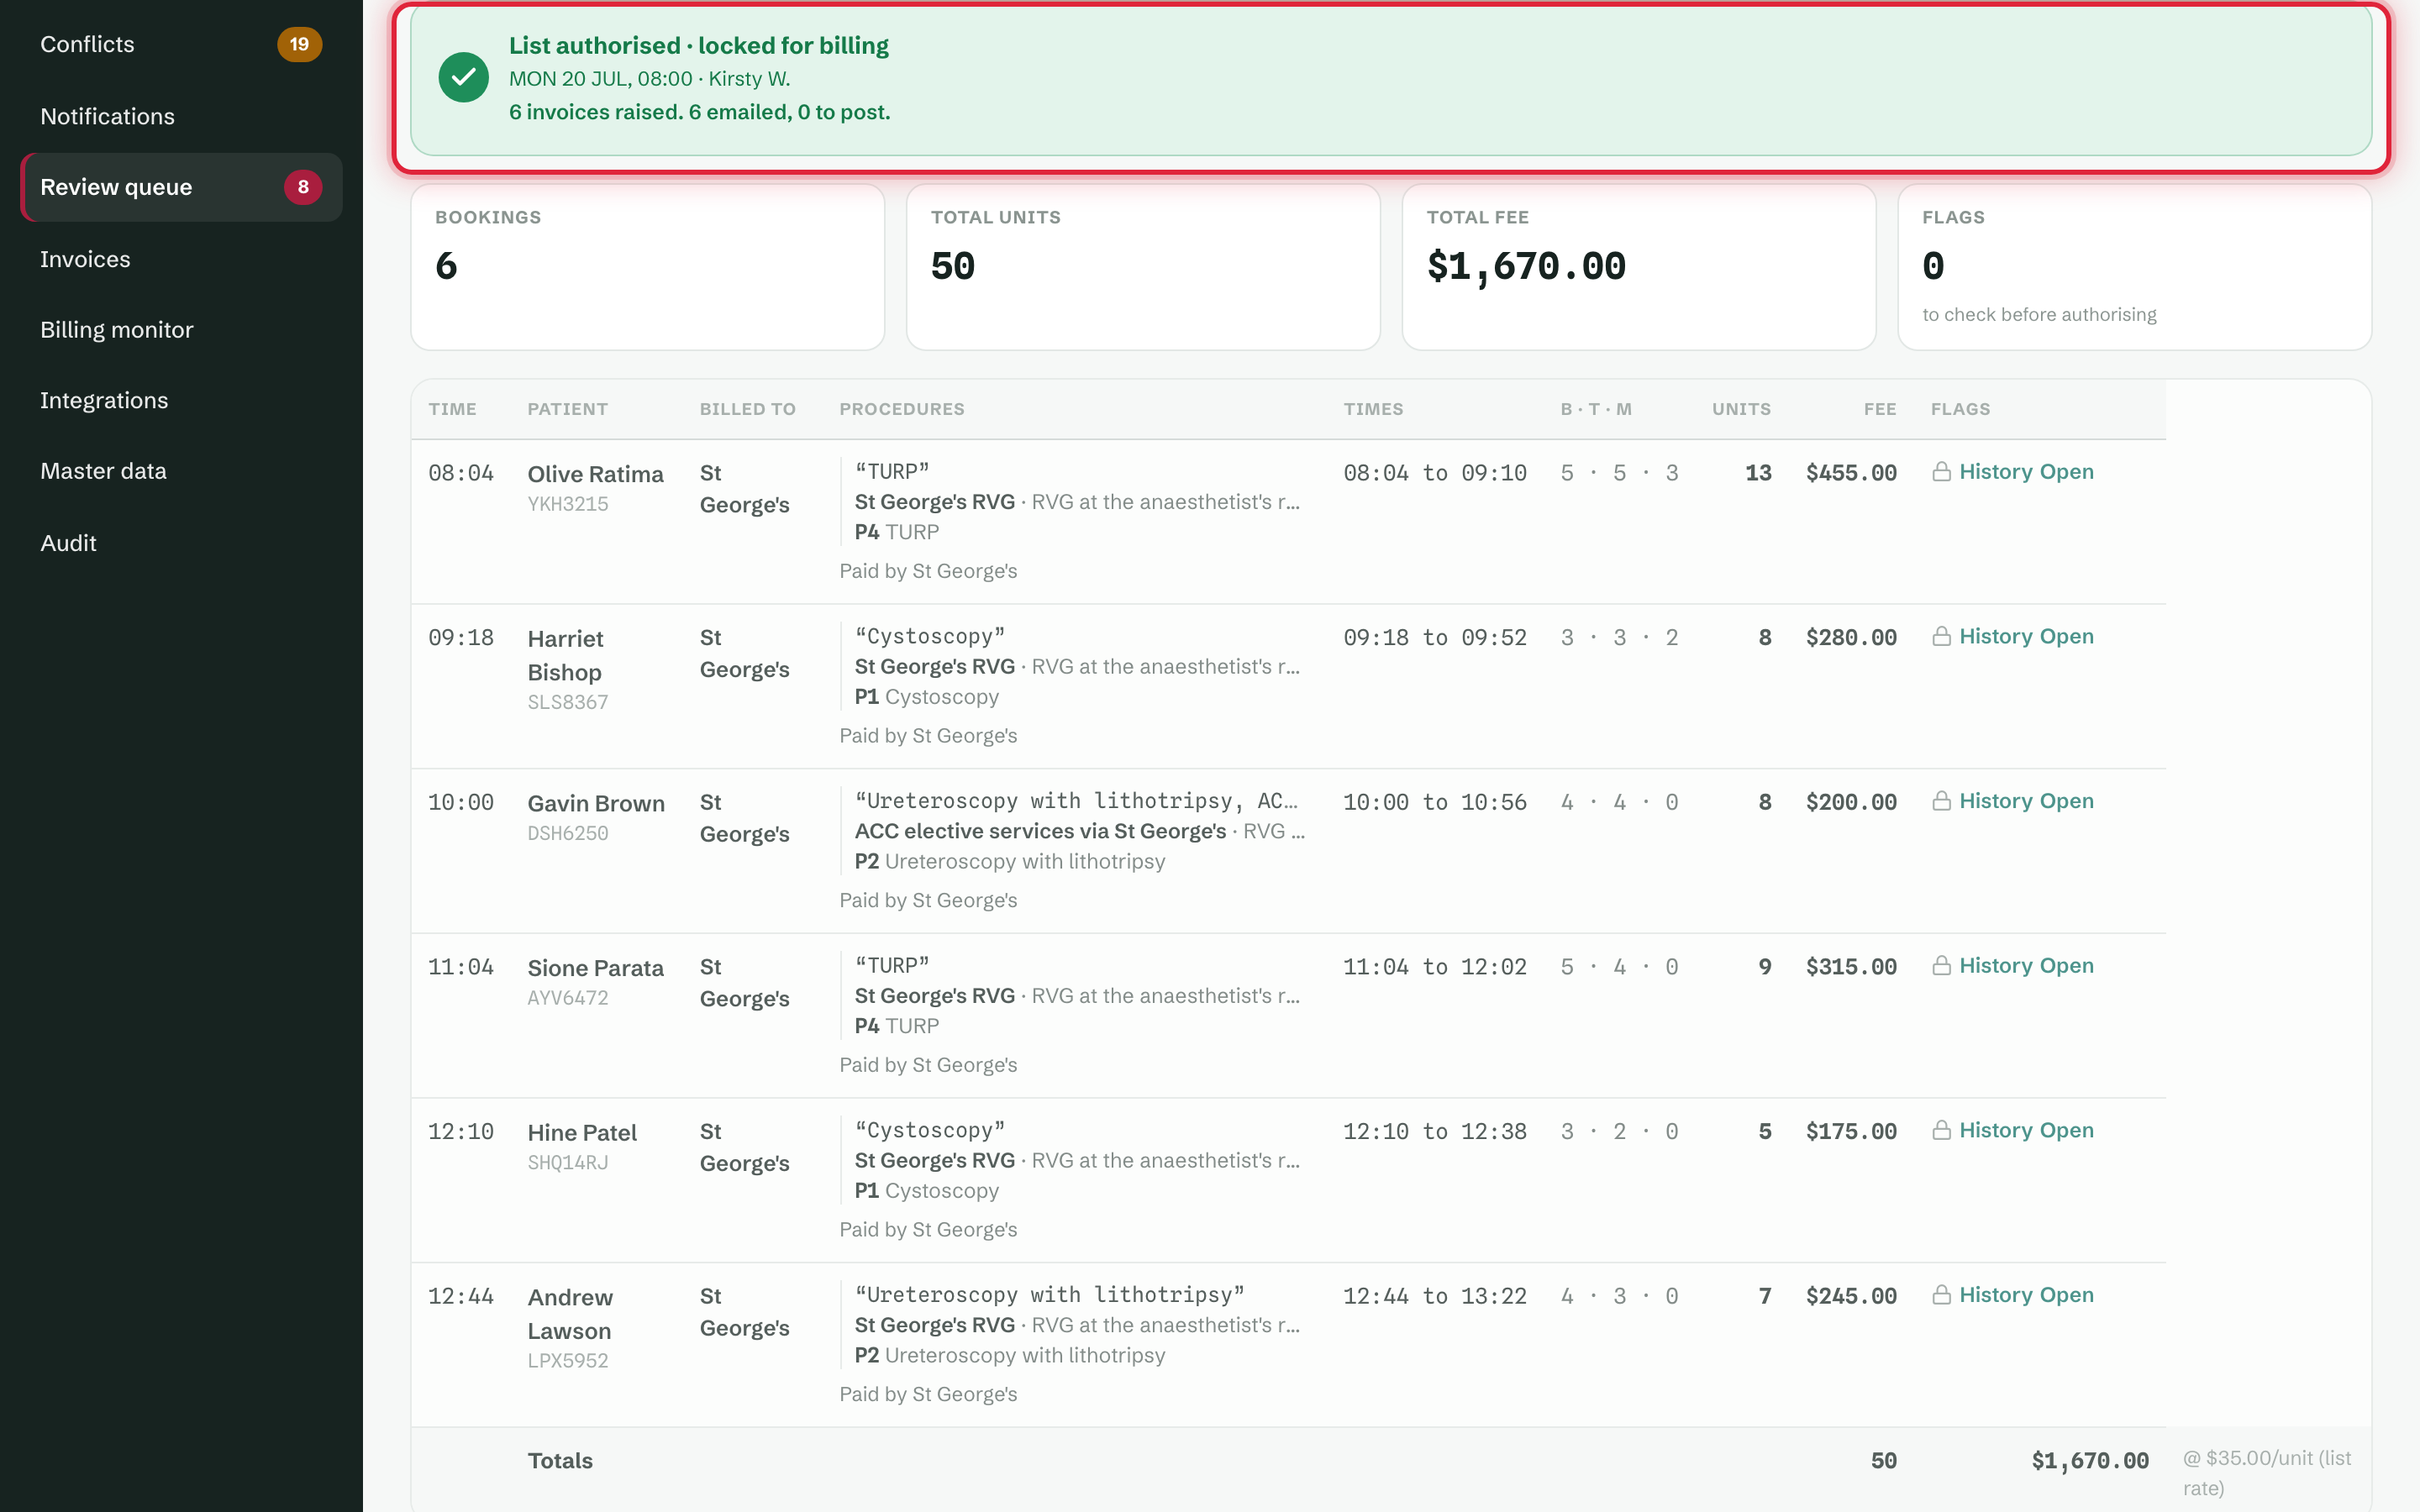 Conflicts 19
Notifications
Review queue 8
Invoices
Billing monitor
Integrations
Master data
Audit
List authorised · locked for billing
MON 20 JUL, 08:00 · Kirsty W.
6 invoices raised. 6 emailed, 0 to post.
BOOKINGS
6
TOTAL UNITS
50
TOTAL FEE
$1,670.00
FLAGS
0
to check before authorising
TIME PATIENT BILLED TO PROCEDURES TIMES B · T · M UNITS FEE FLAGS
08:04 Olive Ratima St “TURP” 08:04 to 09:10 5 · 5 · 3 13 $455.00 History Open
YKH3215 George's St George's RVG · RVG at the anaesthetist's r...
P4 TURP
Paid by St George's
09:18 Harriet St “Cystoscopy” 09:18 to 09:52 3 · 3 · 2 8 $280.00 History Open
Bishop George's St George's RVG · RVG at the anaesthetist's r...
SLS8367 P1 Cystoscopy
Paid by St George's
10:00 Gavin Brown St “Ureteroscopy with lithotripsy, AC... 10:00 to 10:56 4 · 4 · 0 8 $200.00 History Open
DSH6250 George's ACC elective services via St George's · RVG ...
P2 Ureteroscopy with lithotripsy
Paid by St George's
11:04 Sione Parata St “TURP” 11:04 to 12:02 5 · 4 · 0 9 $315.00 History Open
AYV6472 George's St George's RVG · RVG at the anaesthetist's r...
P4 TURP
Paid by St George's
12:10 Hine Patel St “Cystoscopy” 12:10 to 12:38 3 · 2 · 0 5 $175.00 History Open
SHQ14RJ George's St George's RVG · RVG at the anaesthetist's r...
P1 Cystoscopy
Paid by St George's
12:44 Andrew St “Ureteroscopy with lithotripsy” 12:44 to 13:22 4 · 3 · 0 7 $245.00 History Open
Lawson George's St George's RVG · RVG at the anaesthetist's r...
LPX5952 P2 Ureteroscopy with lithotripsy
Paid by St George's
Totals 50 $1,670.00 @ $35.00/unit (list
rate)